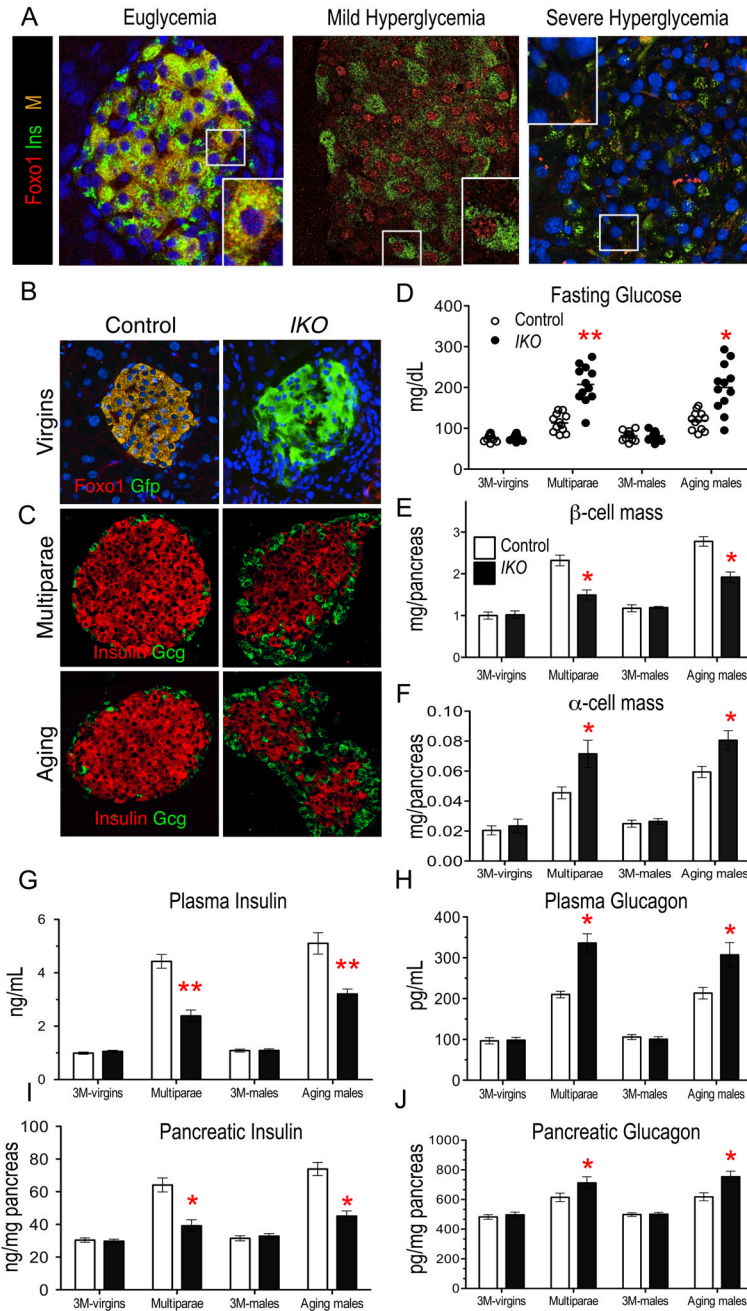 A
Euglycemia
Mild Hyperglycemia
Severe Hyperglycemia
Foxo1 Ins M
B
Control
IKO
Virgins
Foxo1 Gfp
C
Multiparae
Insulin Gcg
Aging
Insulin Gcg
D
Fasting Glucose
Control
IKO
**
*
mg/dL
400
300
200
100
0
3M-virgins
Multiparae
3M-males
Aging males
E
β-cell mass
Control
IKO
*
*
mg/pancreas
3
2
1
0
3M-virgins
Multiparae
3M-males
Aging males
F
α-cell mass
*
*
mg/pancreas
0.10
0.08
0.06
0.04
0.02
0.00
3M-virgins
Multiparae
3M-males
Aging males
G
Plasma Insulin
**
**
ng/mL
6
4
2
0
3M-virgins
Multiparae
3M-males
Aging males
H
Plasma Glucagon
*
*
pg/mL
400
300
200
100
0
3M-virgins
Multiparae
3M-males
Aging males
I
Pancreatic Insulin
*
*
ng/mg pancreas
100
80
60
40
20
0
3M-virgins
Multiparae
3M-males
Aging males
J
Pancreatic Glucagon
*
*
pg/mg pancreas
1000
800
600
400
200
0
3M-virgins
Multiparae
3M-males
Aging males